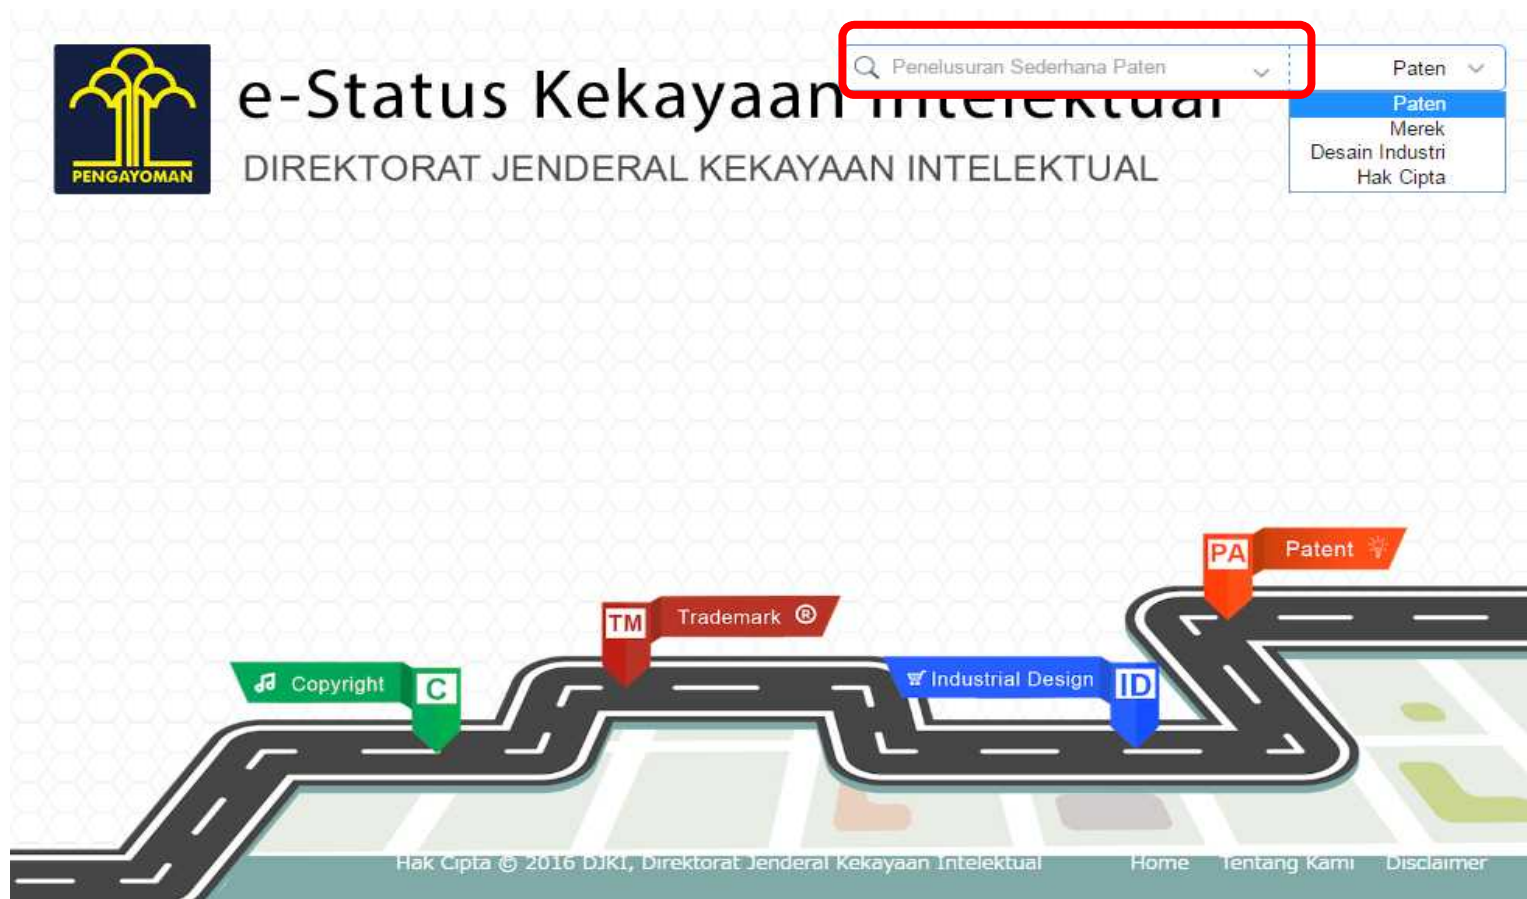 Penelusuran Sederhana Paten
Paten
Paten
Merek
Desain Industri
Hak Cipta
e-Status Kekayaan Intelektual
DIREKTORAT JENDERAL KEKAYAAN INTELEKTUAL
PENGAYOMAN
PA Patent
TM Trademark ®
Copyright C
Industrial Design ID
Hak Cipta © 2016 DJKI, Direktorat Jenderal Kekayaan Intelektual Home Tentang Kami Disclaimer